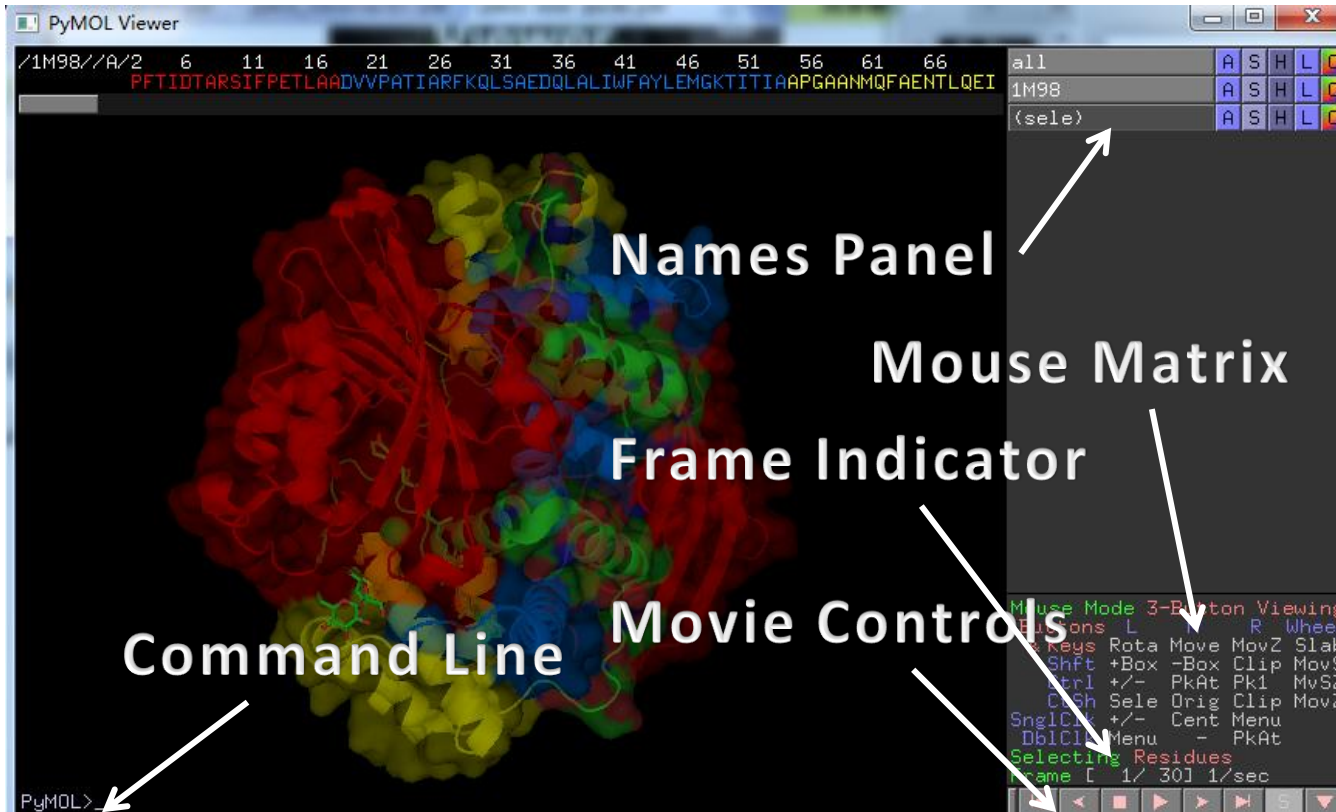 PyMOL Viewer
/1M98//A/2 6 11 16 21 26 31 36 41 46 51 56 61 66
PFTIDTARSIFPETLAADVVPATIARFKQLSAEDQLALIWFAYLEMGKTITIAAPGAANMQFAENTLQEI
all A S H L C
1M98 A S H L C
(sele) A S H L C
Names Panel
Mouse Matrix
Frame Indicator
Movie Controls
Command Line
Mouse Mode 3-Button Viewing
Buttons L M R Wheel
& Keys Rota Move MovZ Slab
Shft +Box -Box Clip MovS
Ctrl +/- PkAt Pk1 MvSZ
CtSh Sele Orig Clip MovZ
SnglClk +/- Cent Menu
DblClk Menu - PkAt
Selecting Residues
Frame [ 1/ 30] 1/sec
S
PyMOL>_